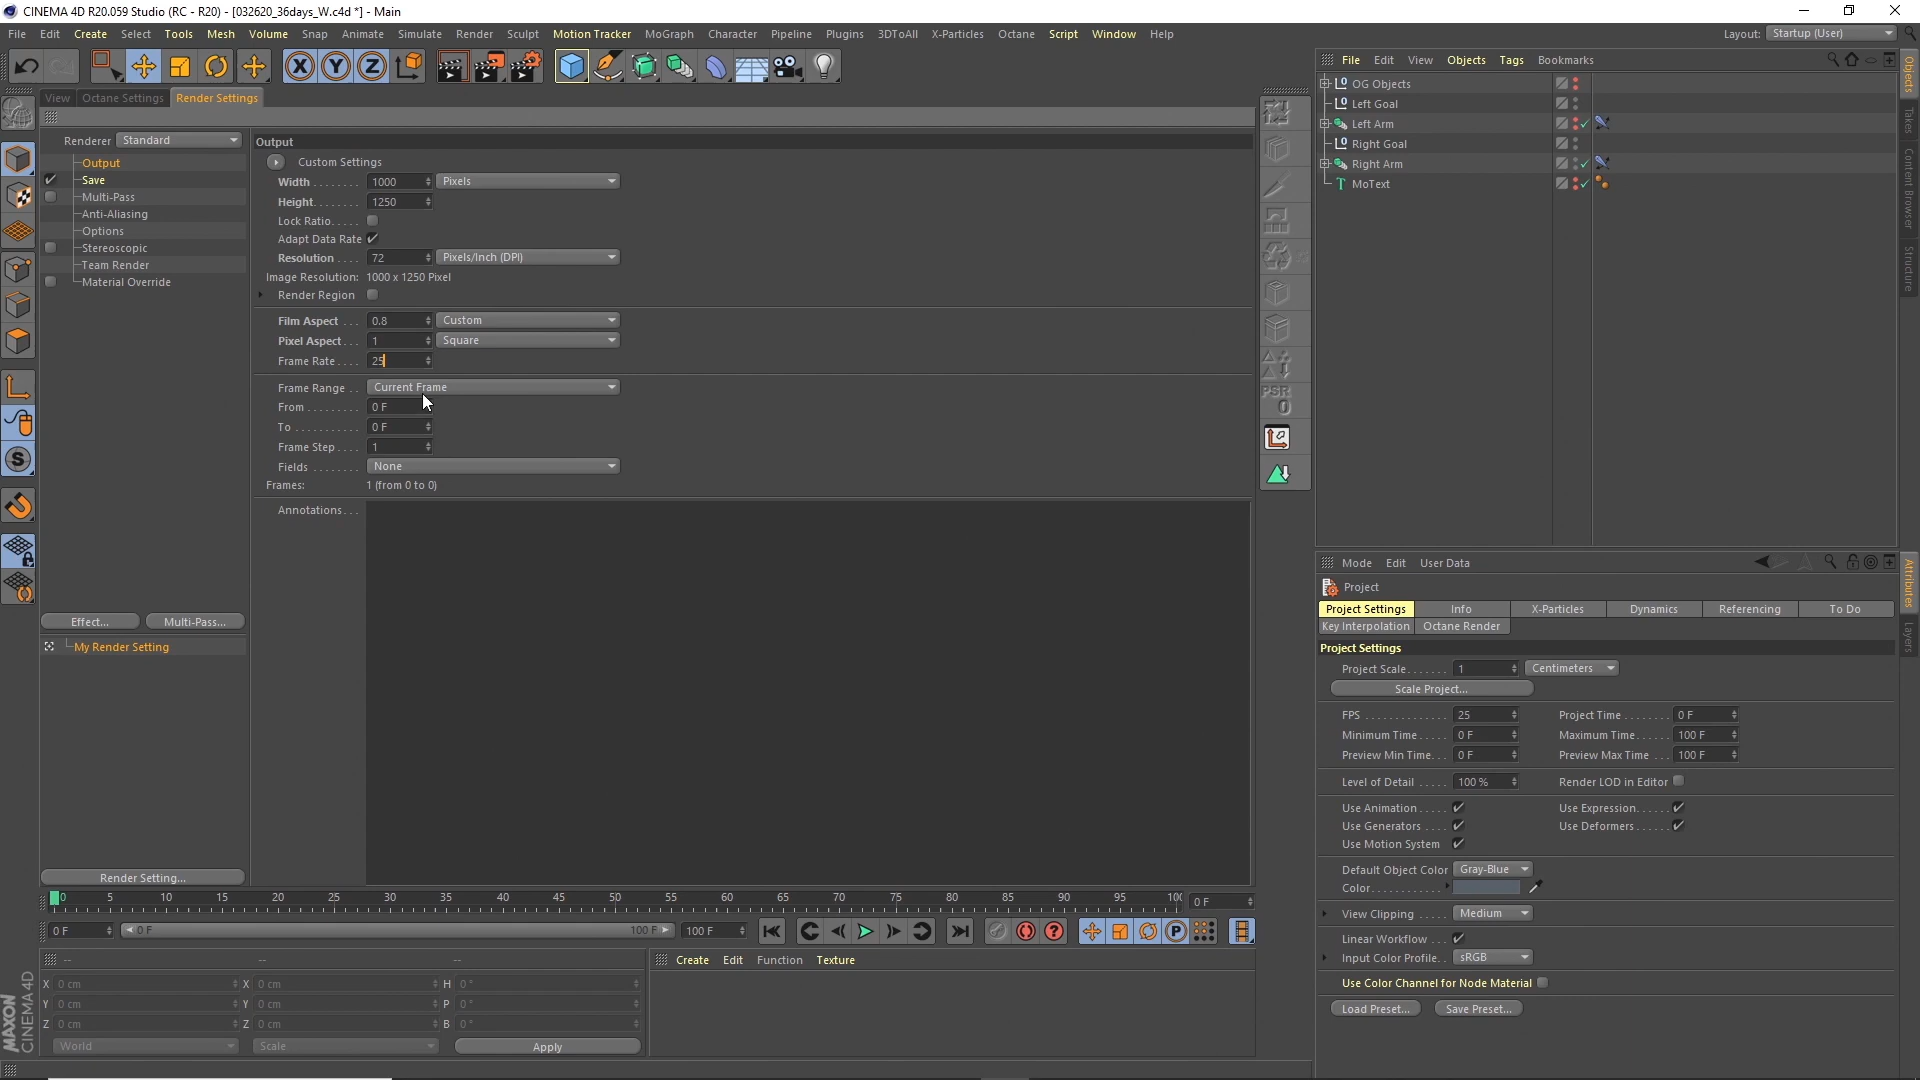 CINEMA 4D R20.059 Studio (RC - R20) - [032620_36days_W.c4d *] - Main
File Edit Create Select Tools Mesh Volume Snap Animate Simulate Render Sculpt Motion Tracker MoGraph Character Pipeline Plugins 3DToAll X-Particles Octane Script Window Help
Layout: Startup (User)
View Octane Settings Render Settings
Renderer Standard
Output
Save
Multi-Pass
Anti-Aliasing
Options
Stereoscopic
Team Render
Material Override
Effect... Multi-Pass...
My Render Setting
Render Setting...
Output
Custom Settings
Width ........ 1000 Pixels
Height........ 1250
Lock Ratio.....
Adapt Data Rate
Resolution .... 72 Pixels/Inch (DPI)
Image Resolution: 1000 x 1250 Pixel
Render Region
Film Aspect ... 0.8 Custom
Pixel Aspect... 1 Square
Frame Rate.... 25
Frame Range .. Current Frame
From ......... 0 F
To ........... 0 F
Frame Step.... 1
Fields ........ None
Frames: 1 (from 0 to 0)
Annotations...
PSR
0
File Edit View Objects Tags Bookmarks
OG Objects
Left Goal
Left Arm
Right Goal
Right Arm
MoText
Objects
Takes
Content Browser
Structure
Mode Edit User Data
Project
Project Settings Info X-Particles Dynamics Referencing To Do
Key Interpolation Octane Render
Project Settings
Project Scale....... 1 Centimeters
Scale Project...
FPS .............. 25 Project Time ....... 0 F
Minimum Time..... 0 F Maximum Time...... 100 F
Preview Min Time.. 0 F Preview Max Time ... 100 F
Level of Detail ..... 100 % Render LOD in Editor
Use Animation..... Use Expression......
Use Generators .... Use Deformers......
Use Motion System
Default Object Color Gray-Blue
Color............
View Clipping ..... Medium
Linear Workflow ...
Input Color Profile.. sRGB
Use Color Channel for Node Material
Load Preset... Save Preset...
Attributes
Layers
0 5 10 15 20 25 30 35 40 45 50 55 60 65 70 75 80 85 90 95 100 0 F
0 F 0 F 100 F 100 F
-- -- --
X 0 cm X 0 cm H 0 °
Y 0 cm Y 0 cm P 0 °
Z 0 cm Z 0 cm B 0 °
World Scale Apply
Create Edit Function Texture
MAXON
CINEMA 4D